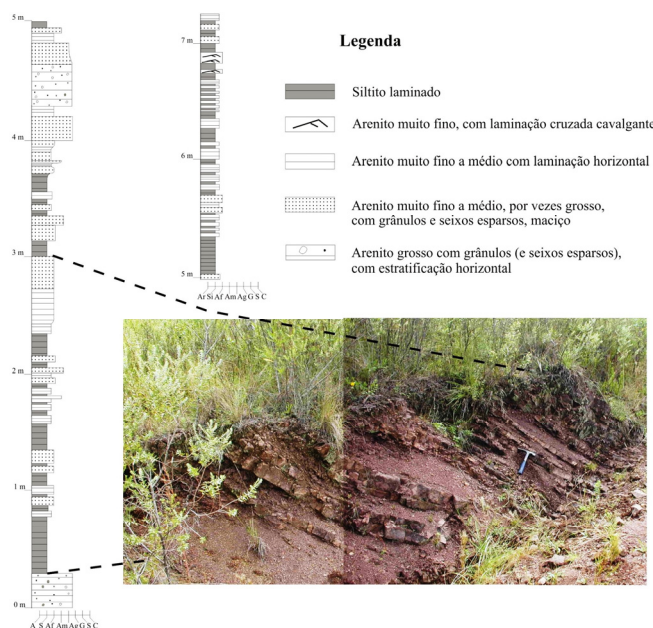 5 m
4 m
3 m
2 m
1 m
0 m
A S Af Am Ag G S C
7 m
6 m
5 m
Ar Si Af Am Ag G S C
Legenda
Siltito laminado
Arenito muito fino, com laminação cruzada cavalgante
Arenito muito fino a médio com laminação horizontal
Arenito muito fino a médio, por vezes grosso,
com grânulos e seixos esparsos, maciço
Arenito grosso com grânulos (e seixos esparsos),
com estratificação horizontal